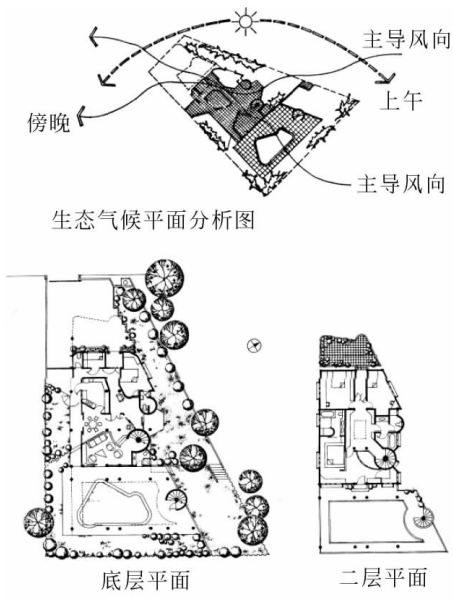 主导风向
上午
傍晚
主导风向
生态气候平面分析图
底层平面
二层平面